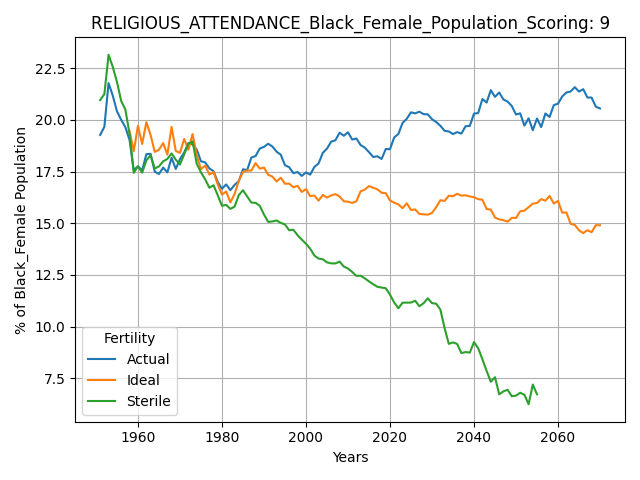 RELIGIOUS_ATTENDANCE_Black_Female_Population_Scoring: 9
% of Black_Female Population
22.5
20.0
17.5
15.0
12.5
10.0
7.5
Fertility
Actual
Ideal
Sterile
1960 1980 2000 2020 2040 2060
Years